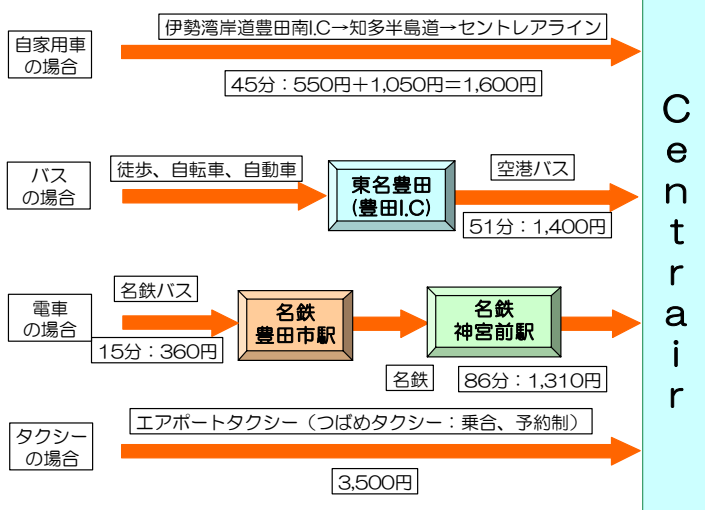 自家用車
の場合
伊勢湾岸道豊田南I.C→知多半島道→セントレアライン
45分：550円＋1,050円＝1,600円
バス
の場合
徒歩、自転車、自動車
東名豊田
(豊田I.C)
空港バス
51分：1,400円
電車
の場合
名鉄バス
15分：360円
名鉄
豊田市駅
名鉄
神宮前駅
名鉄
86分：1,310円
タクシー
の場合
エアポートタクシー（つばめタクシー：乗合、予約制）
3,500円
Centrair